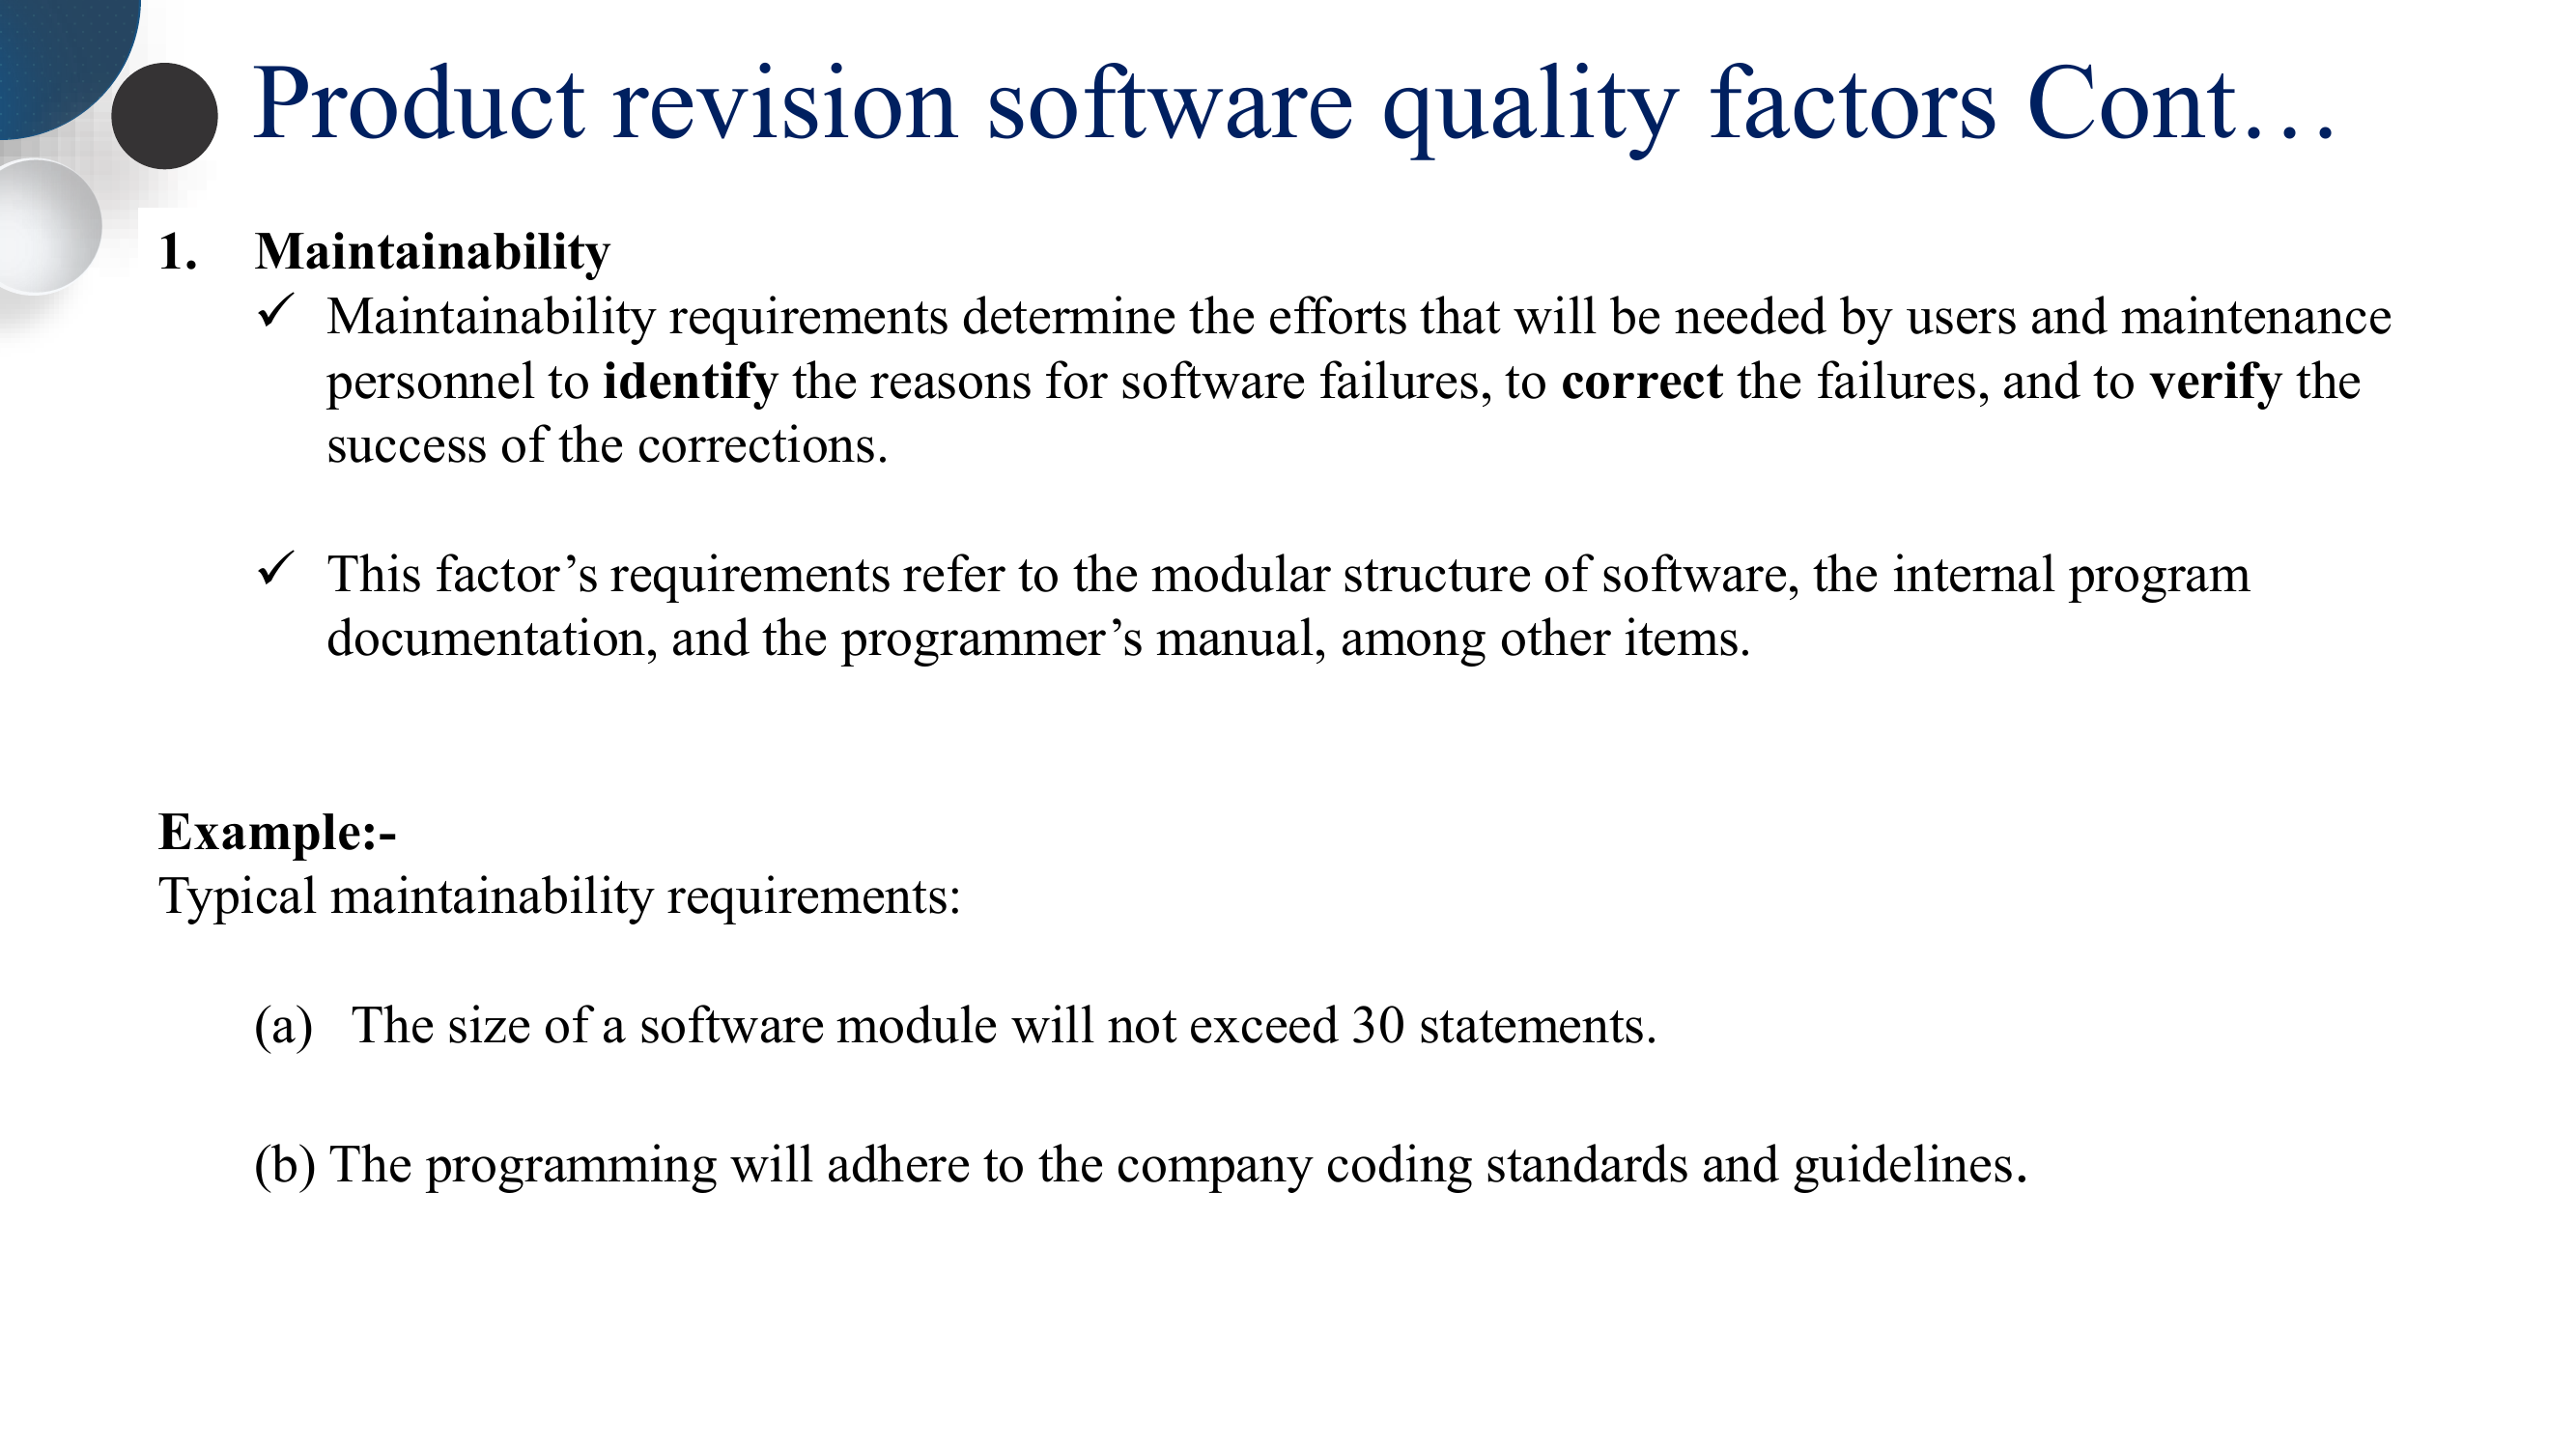 Product revision software quality factors Cont…
1. Maintainability
✓ Maintainability requirements determine the efforts that will be needed by users and maintenance
personnel to identify the reasons for software failures, to correct the failures, and to verify the
success of the corrections.
✓ This factor’s requirements refer to the modular structure of software, the internal program
documentation, and the programmer’s manual, among other items.
Example:-
Typical maintainability requirements:
(a) The size of a software module will not exceed 30 statements.
(b) The programming will adhere to the company coding standards and guidelines.